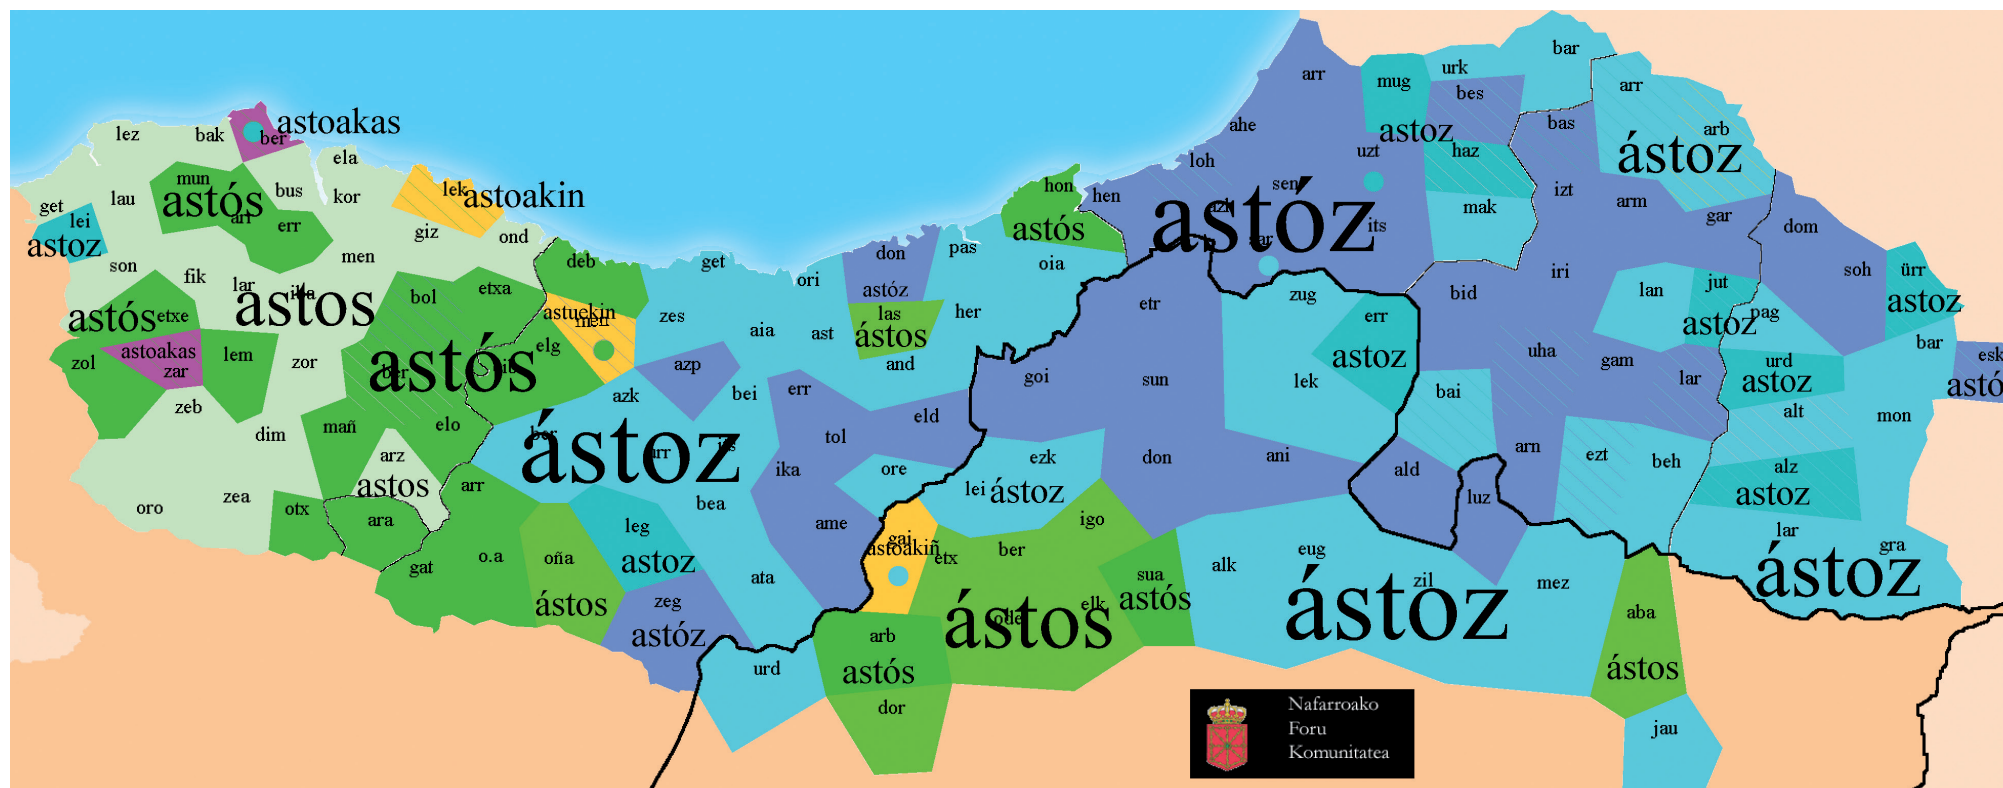 bar
arr
mug
urk
arr
bes
astoakas
lez
bak
ber
ahe
astoz
bas
arb
ela
loh
uzt
haz
ástoz
mun
bus
kor
lek
astoakin
hon
hen
sen
izt
get
lau
astós
arm
mak
lei
err
giz
ond
astós
astóz
its
gar
dom
astoz
men
deb
get
don
pas
oia
son
fik
lar
bol
etxa
ori
astóz
iri
soh
ürr
astos
etr
zug
bid
lan
jut
astoz
astós
etxe
astuekin
zes
aia
ast
las
ástos
her
err
astoz
pag
astoakas
zar
zol
lem
zor
astós
elg
azp
and
goi
sun
lek
astoz
uha
gam
lar
urd
astoz
bar
esk
zeb
azk
bei
err
eld
bai
alt
mon
dim
mañ
elo
ástoz
tol
arn
arz
astos
ika
ore
ezk
don
ani
ald
ezt
beh
alz
astoz
oro
zea
otx
ara
arr
bea
ame
lei
ástoz
igo
luz
lar
gra
ástoz
gat
o.a
oña
leg
astoz
gai
astoakiñ
etx
ber
alk
eug
ástos
zeg
astóz
ata
sua
astós
ástos
elk
zil
ástoz
mez
aba
ástos
urd
arb
astós
dor
jau
Nafarroako
Foru
Komunitatea